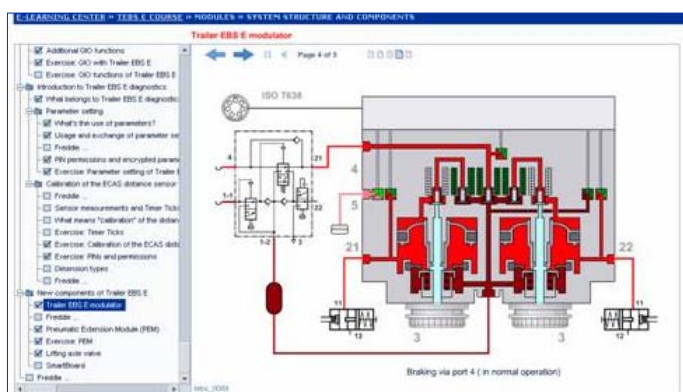 E-LEARNING CENTER » TEBS E COURSE » MODULES » SYSTEM STRUCTURE AND COMPONENTS
Trailer EBS E modulator
Page 4 of 5
Additional GIO functions
Exercise: GIO with Trailer EBS E
Exercise: GIO functions of Trailer EBS E
Introduction to Trailer EBS E diagnostics
What belongs to Trailer EBS E diagnostic
Parameter setting
What's the use of parameters?
Usage and exchange of parameter se
Freddie ...
PIN permissions and encrypted param
Exercise: Parameter setting of Trailer E
Calibration of the ECAS distance sensor
Freddie ...
Sensor measurements and Timer Ticks
What means "calibration" of the distan
Exercise: Timer Ticks
Exercise: Calibration of the ECAS dista
Exercise: PINs and permissions
Dimension types
Freddie ...
New components of Trailer EBS E
Trailer EBS E modulator
Freddie ...
Pneumatic Extension Module (PEM)
Exercise: PEM
Lifting axle valve
SmartBoard
Freddie ...
ISO 7638
4
21
4
1-1
22
5
1-2
3
21
22
11
11
12
12
3
3
Braking via port 4 ( in normal operation)